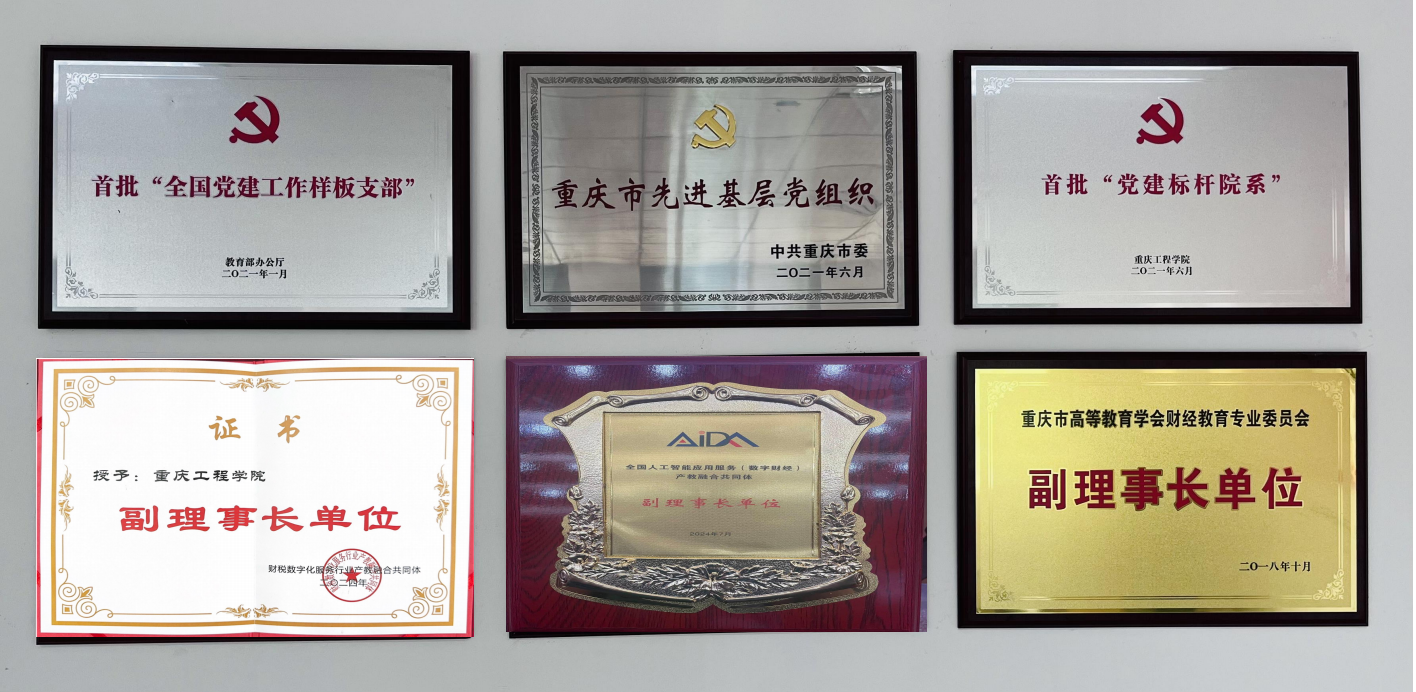 首批“全国党建工作样板支部”
教育部办公厅
二〇二一年一月
重庆市先进基层党组织
中共重庆市委
二〇二一年六月
首批“党建标杆院系”
重庆工程学院
二〇二一年六月
证书
授予：重庆工程学院
副理事长单位
财税数字化服务行业产教融合共同体
二〇二四年
AIDA
全国人工智能应用服务（数字财经）
产教融合共同体
副理事长单位
2024年7月
重庆市高等教育学会财经教育专业委员会
副理事长单位
二〇一八年十月